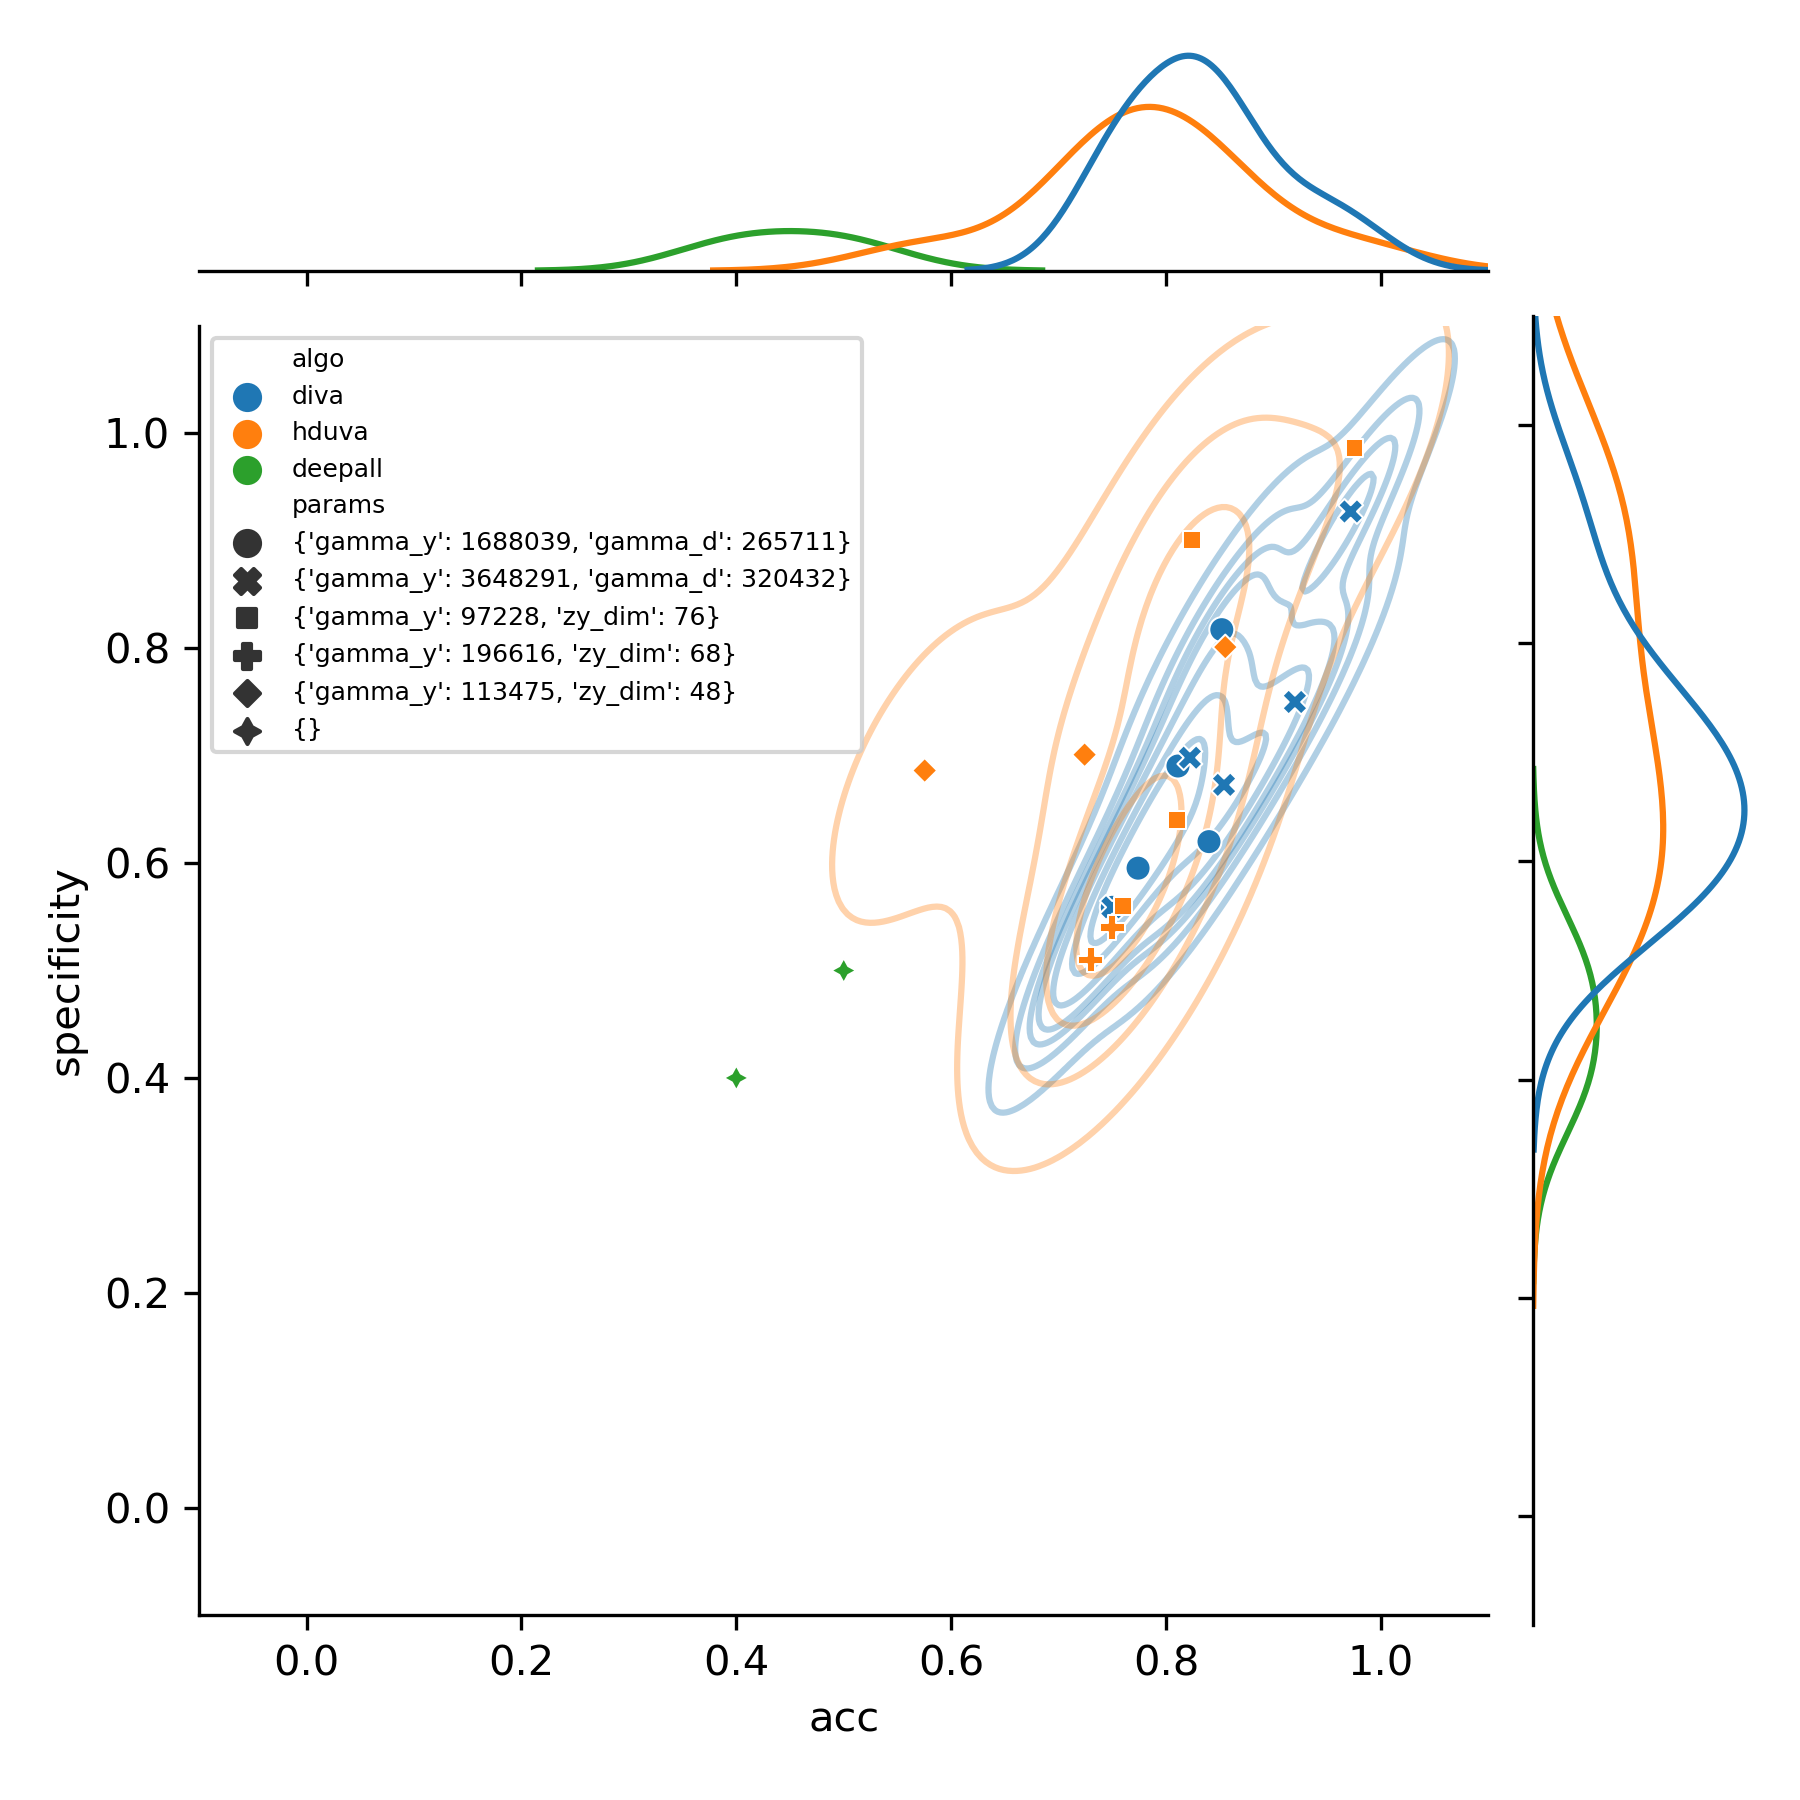 algo
diva
hduva
deepall
params
{'gamma_y': 1688039, 'gamma_d': 265711}
{'gamma_y': 3648291, 'gamma_d': 320432}
{'gamma_y': 97228, 'zy_dim': 76}
{'gamma_y': 196616, 'zy_dim': 68}
{'gamma_y': 113475, 'zy_dim': 48}
{}
1.0
0.8
0.6
0.4
0.2
0.0
specificity
0.0 0.2 0.4 0.6 0.8 1.0
acc